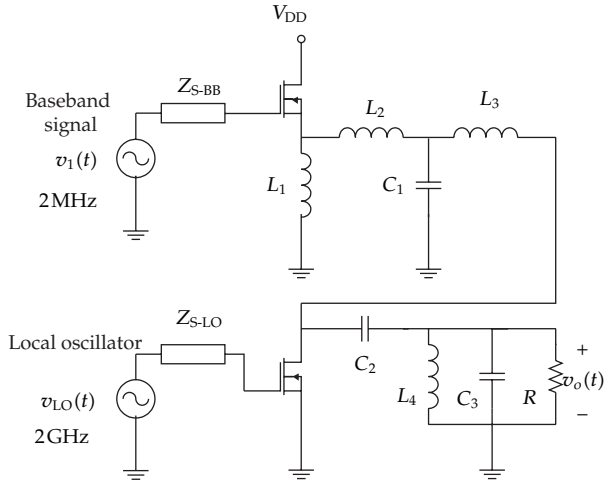 V_DD
Z_S-BB
Baseband
signal
v_1(t)
2 MHz
L_1
L_2
L_3
C_1
Z_S-LO
Local oscillator
v_LO(t)
2 GHz
C_2
L_4
C_3
R
+
v_o(t)
−